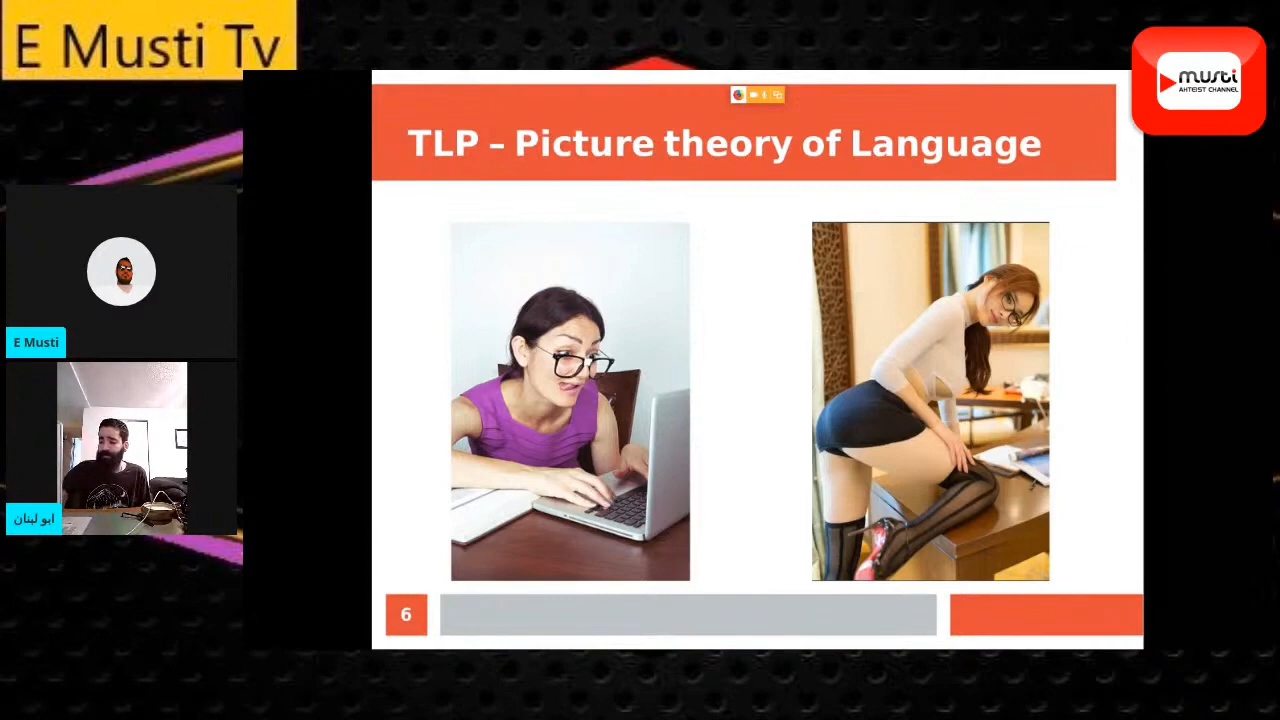 E Musti Tv
musti
AHTEIST CHANNEL
TLP – Picture theory of Language
E Musti
ابو لبنان
6